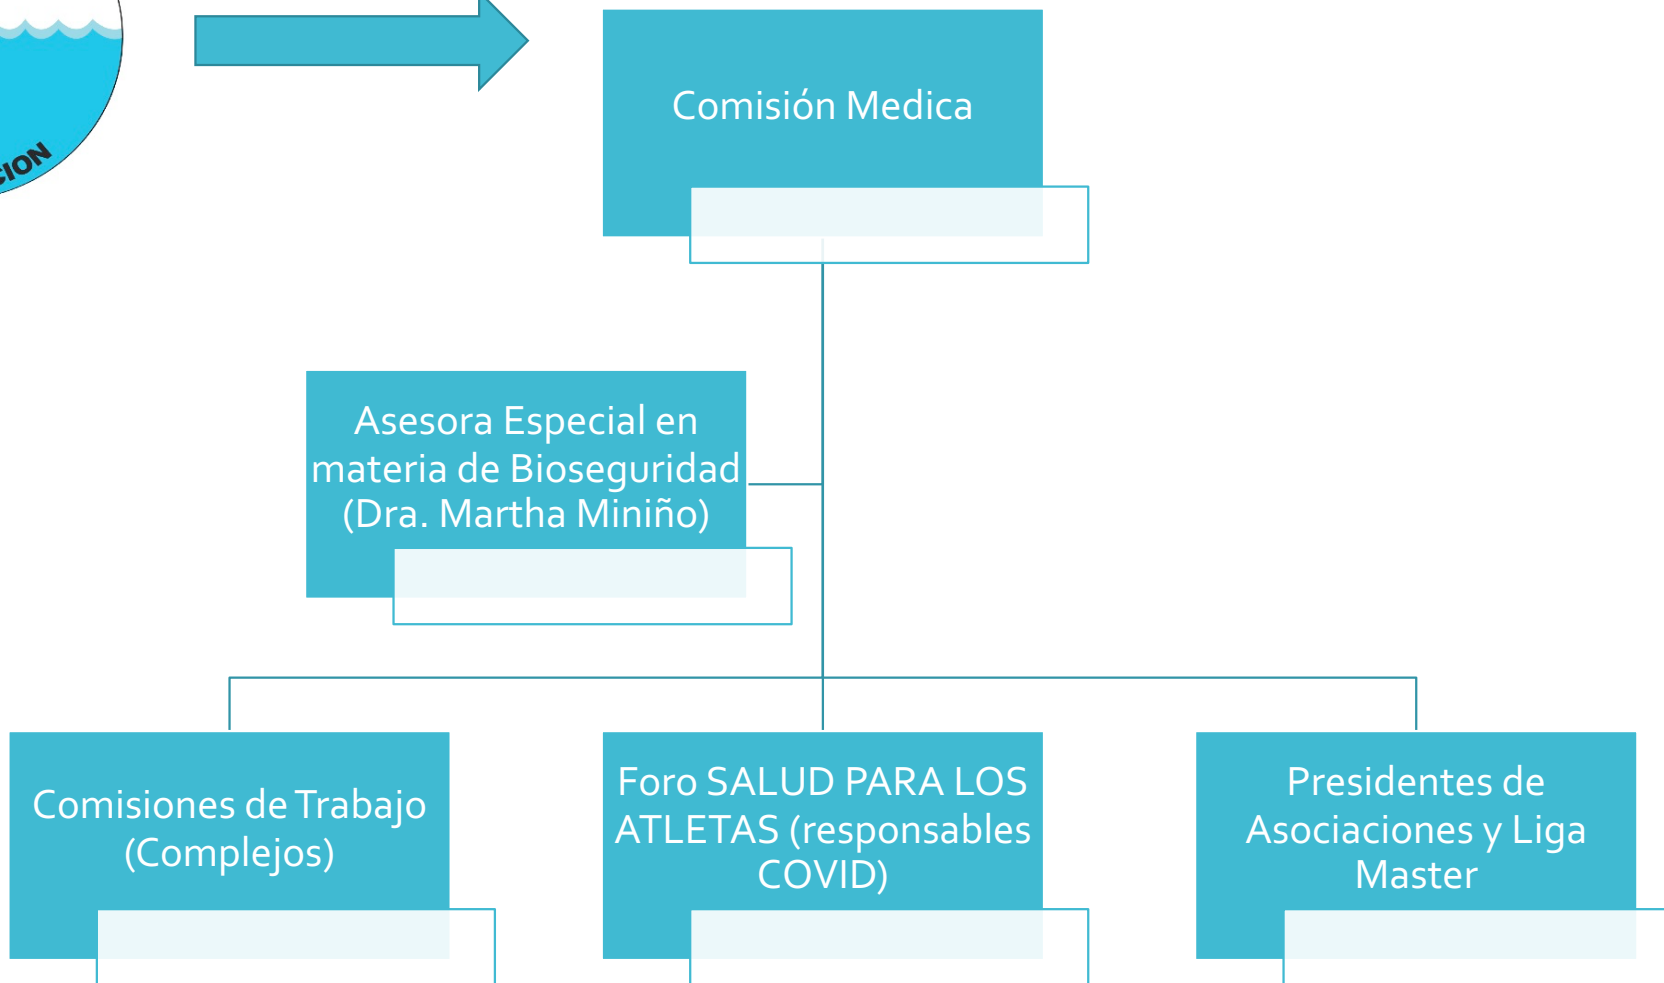 Comisión Medica
Asesora Especial en
materia de Bioseguridad
(Dra. Martha Miniño)
Comisiones de Trabajo
(Complejos)
Foro SALUD PARA LOS
ATLETAS (responsables
COVID)
Presidentes de
Asociaciones y Liga
Master